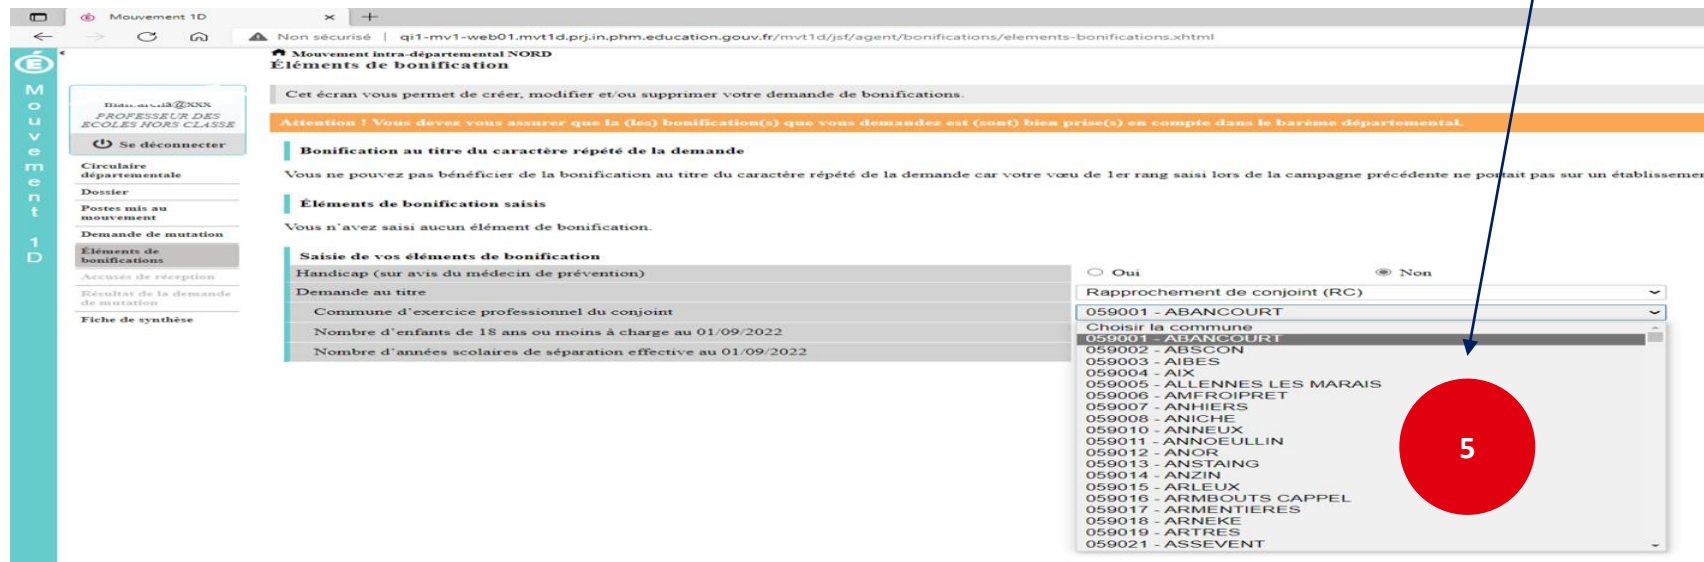 Mouvement 1D
Non sécurisé | qi1-mv1-web01.mvt1d.prj.in.phm.education.gouv.fr/mvt1d/jsf/agent/bonifications/elements-bonifications.xhtml
Mouvement 1D
Mouvement intra-départemental NORD
Éléments de bonification
Cet écran vous permet de créer, modifier et/ou supprimer votre demande de bonifications.
@xxx
PROFESSEUR DES
ECOLES HORS CLASSE
Se déconnecter
Attention ! Vous devez vous assurer que la (les) bonification(s) que vous demandez est (sont) bien prise(s) en compte dans le barème départemental.
Circulaire
départementale
Dossier
Postes mis au
mouvement
Demande de mutation
Éléments de
bonifications
Accusés de réception
Résultat de la demande
de mutation
Fiche de synthèse
Bonification au titre du caractère répété de la demande
Vous ne pouvez pas bénéficier de la bonification au titre du caractère répété de la demande car votre vœu de 1er rang saisi lors de la campagne précédente ne portait pas sur un établissemen
Éléments de bonification saisis
Vous n'avez saisi aucun élément de bonification.
Saisie de vos éléments de bonification
Handicap (sur avis du médecin de prévention) Oui Non
Demande au titre Rapprochement de conjoint (RC)
Commune d'exercice professionnel du conjoint 059001 - ABANCOURT
Nombre d'enfants de 18 ans ou moins à charge au 01/09/2022
Nombre d'années scolaires de séparation effective au 01/09/2022
Choisir la commune
059001 - ABANCOURT
059002 - ABSCON
059003 - AIBES
059004 - AIX
059005 - ALLENNES LES MARAIS
059006 - AMFROIPRET
059007 - ANHIERS
059008 - ANICHE
059010 - ANNEUX
059011 - ANNOEULLIN
059012 - ANOR
059013 - ANSTAING
059014 - ANZIN
059015 - ARLEUX
059016 - ARMBOUTS CAPPEL
059017 - ARMENTIERES
059018 - ARNEKE
059019 - ARTRES
059021 - ASSEVENT
5